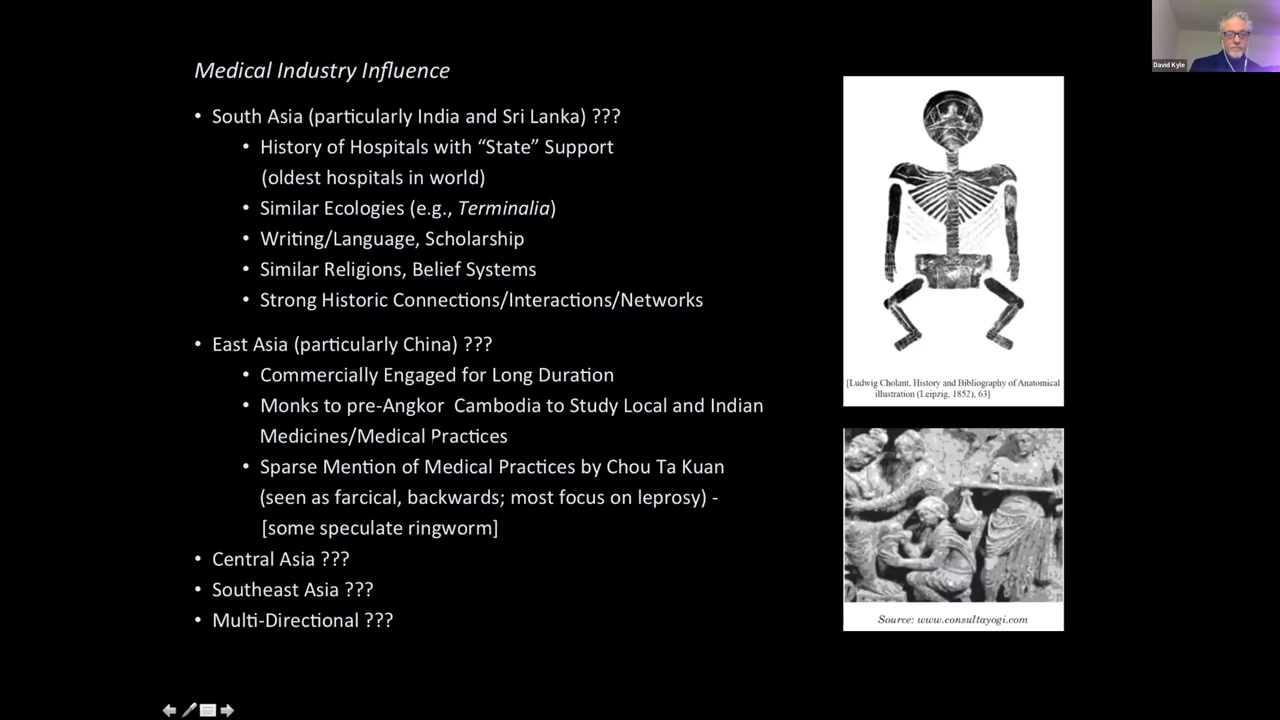 Medical Industry Influence
• South Asia (particularly India and Sri Lanka) ???
• History of Hospitals with “State” Support
(oldest hospitals in world)
• Similar Ecologies (e.g., Terminalia)
• Writing/Language, Scholarship
• Similar Religions, Belief Systems
• Strong Historic Connections/Interactions/Networks
• East Asia (particularly China) ???
• Commercially Engaged for Long Duration
• Monks to pre-Angkor Cambodia to Study Local and Indian
Medicines/Medical Practices
• Sparse Mention of Medical Practices by Chou Ta Kuan
(seen as farcical, backwards; most focus on leprosy) -
[some speculate ringworm]
• Central Asia ???
• Southeast Asia ???
• Multi-Directional ???
David Kyle
[Ludwig Cholant, History and Bibliography of Anatomical
illustration (Leipzig, 1852), 63]
Source: www.consultayogi.com